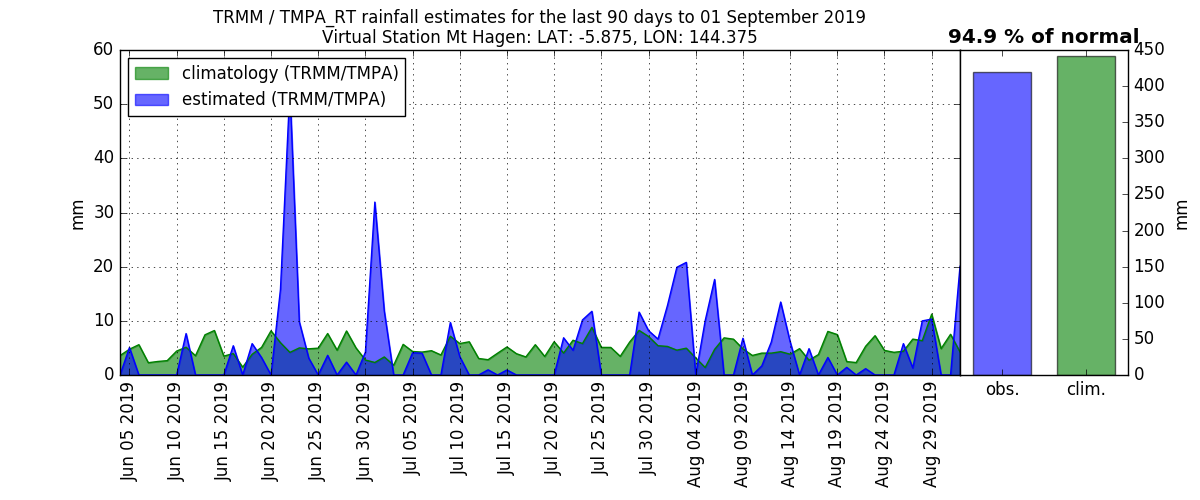 TRMM / TMPA_RT rainfall estimates for the last 90 days to 01 September 2019
Virtual Station Mt Hagen: LAT: -5.875, LON: 144.375
94.9 % of normal
climatology (TRMM/TMPA)
estimated (TRMM/TMPA)
mm
60
50
40
30
20
10
0
Jun 05 2019
Jun 10 2019
Jun 15 2019
Jun 20 2019
Jun 25 2019
Jun 30 2019
Jul 05 2019
Jul 10 2019
Jul 15 2019
Jul 20 2019
Jul 25 2019
Jul 30 2019
Aug 04 2019
Aug 09 2019
Aug 14 2019
Aug 19 2019
Aug 24 2019
Aug 29 2019
obs.
clim.
450
400
350
300
250
200
150
100
50
0
mm